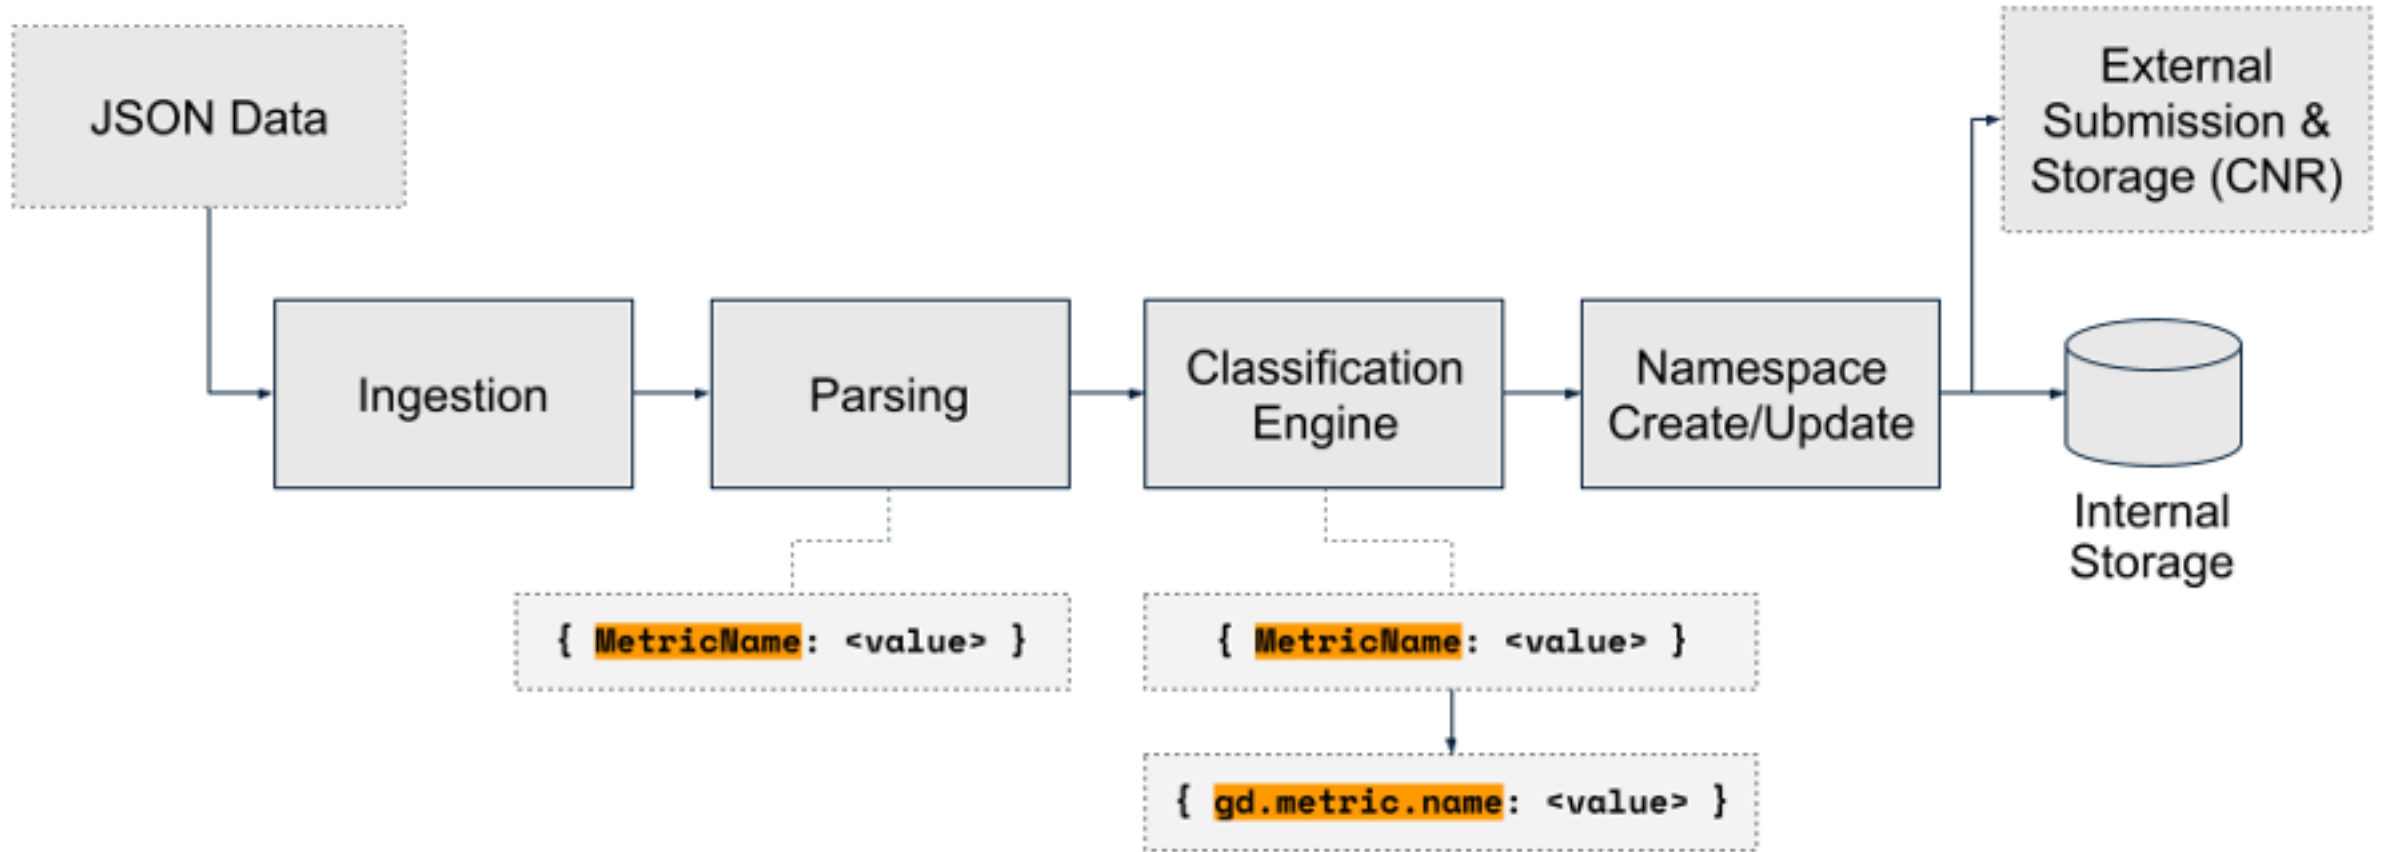 JSON Data
External
Submission &
Storage (CNR)
Ingestion
Parsing
Classification
Engine
Namespace
Create/Update
Internal
Storage
{ MetricName: <value> }
{ MetricName: <value> }
{ gd.metric.name: <value> }